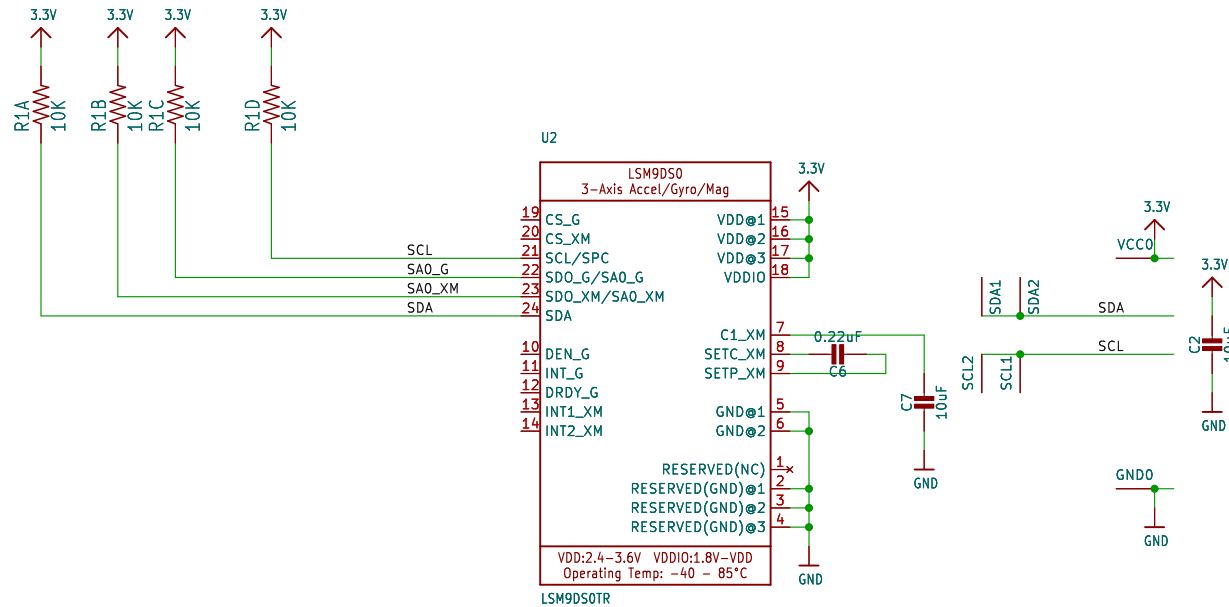 3.3V 3.3V 3.3V 3.3V
R1A 10K R1B 10K R1C 10K R1D 10K
U2
LSM9DS0
3-Axis Accel/Gyro/Mag
3.3V
19 CS_G VDD@1 15
20 CS_XM VDD@2 16
SCL 21 SCL/SPC VDD@3 17
SA0_G 22 SDO_G/SA0_G VDDIO 18
SA0_XM 23 SDO_XM/SA0_XM
SDA 24 SDA
C1_XM 7
0.22uF
10 DEN_G SETC_XM 8
C6
11 INT_G SETP_XM 9
12 DRDY_G
C7 10uF
13 INT1_XM GND@1 5
14 INT2_XM GND@2 6
RESERVED(NC) 1
GND
RESERVED(GND)@1 2
RESERVED(GND)@2 3
RESERVED(GND)@3 4
VDD:2.4-3.6V VDDIO:1.8V-VDD
Operating Temp: -40 - 85°C
GND
LSM9DS0TR
3.3V
VCC0
3.3V
SDA1 SDA2 SDA
SCL2 SCL1 SCL
C2
GND
GND0
GND